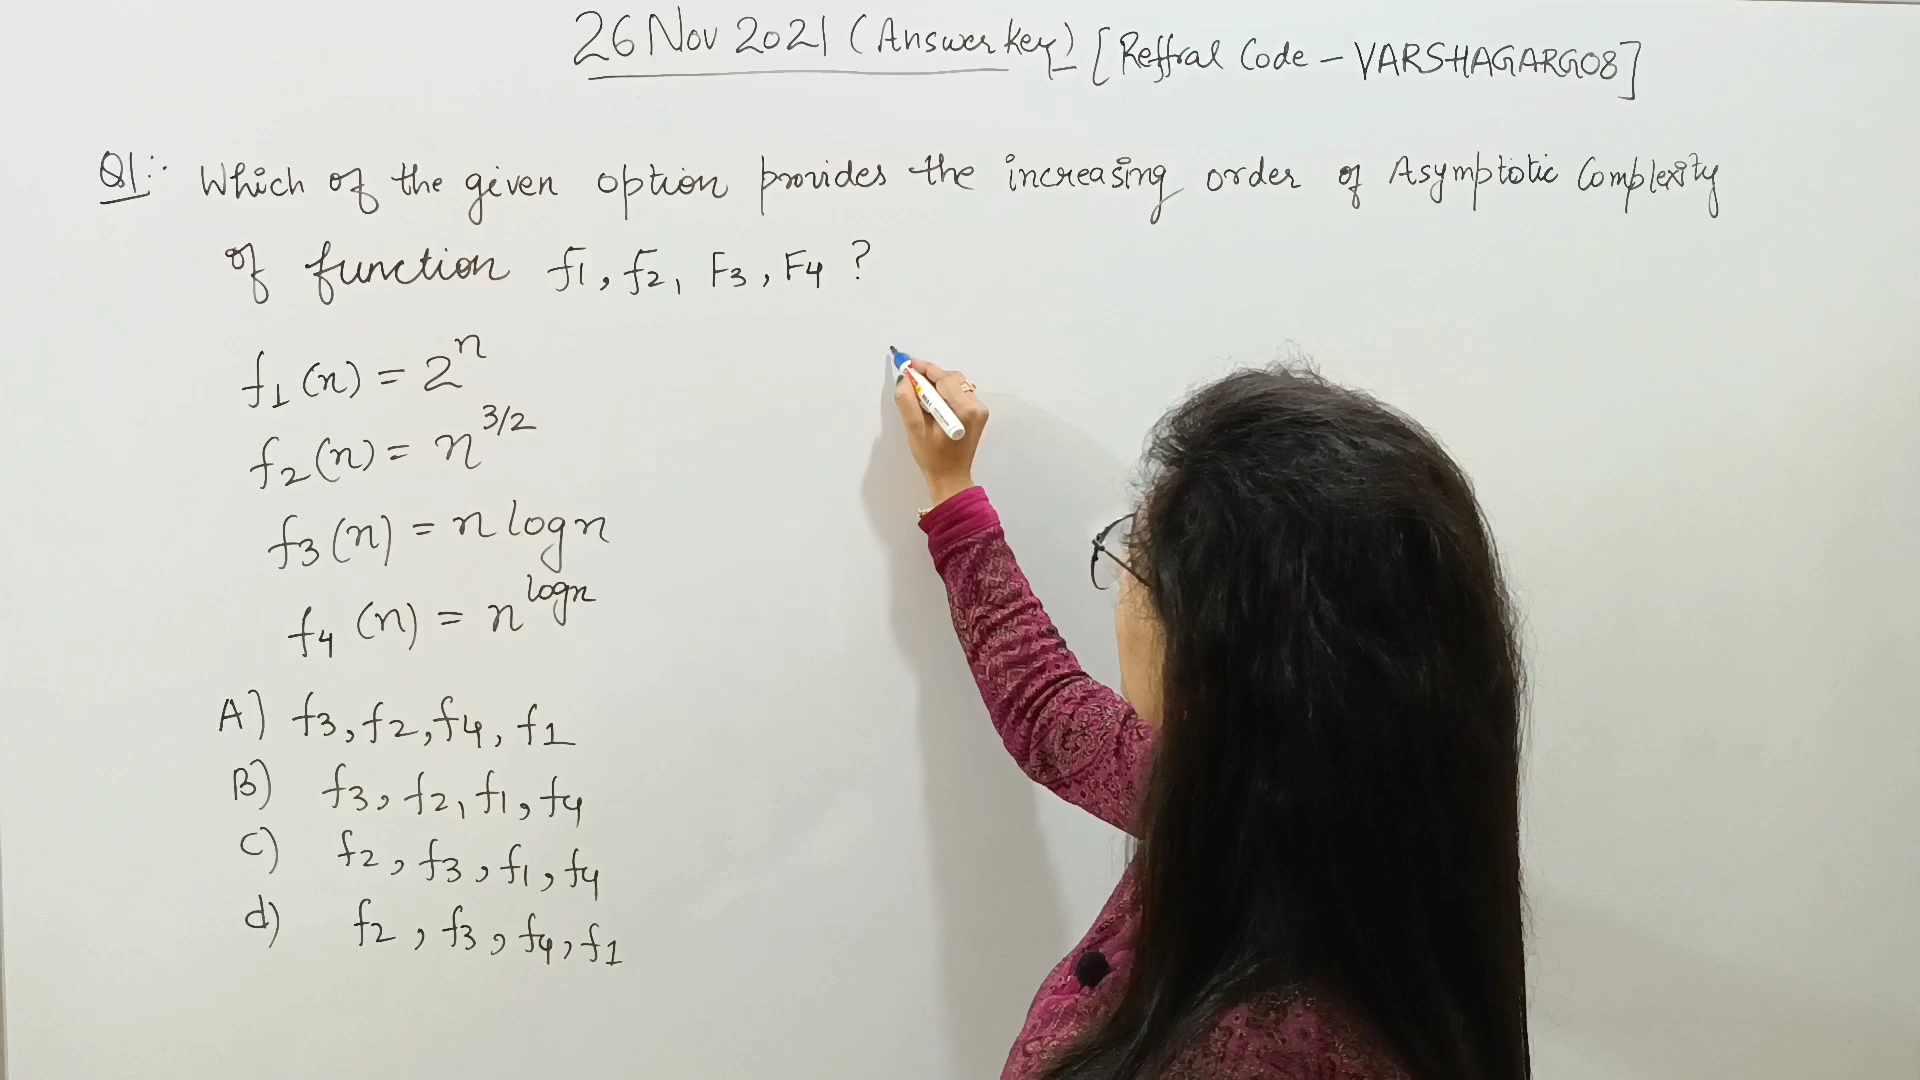 26 Nov 2021 (Answer Key) [Reffral Code - VARSHAGARG08]
Q1:- Which of the given option provides the increasing order of Asymptotic Complexity
of function f1, f2, F3, F4 ?
f1(n) = 2^n
f2(n) = n^3/2
f3(n) = n logn
f4 (n) = n^logn
A) f3, f2, f4, f1
B) f3, f2, f1, f4
C) f2, f3, f1, f4
d) f2, f3, f4, f1